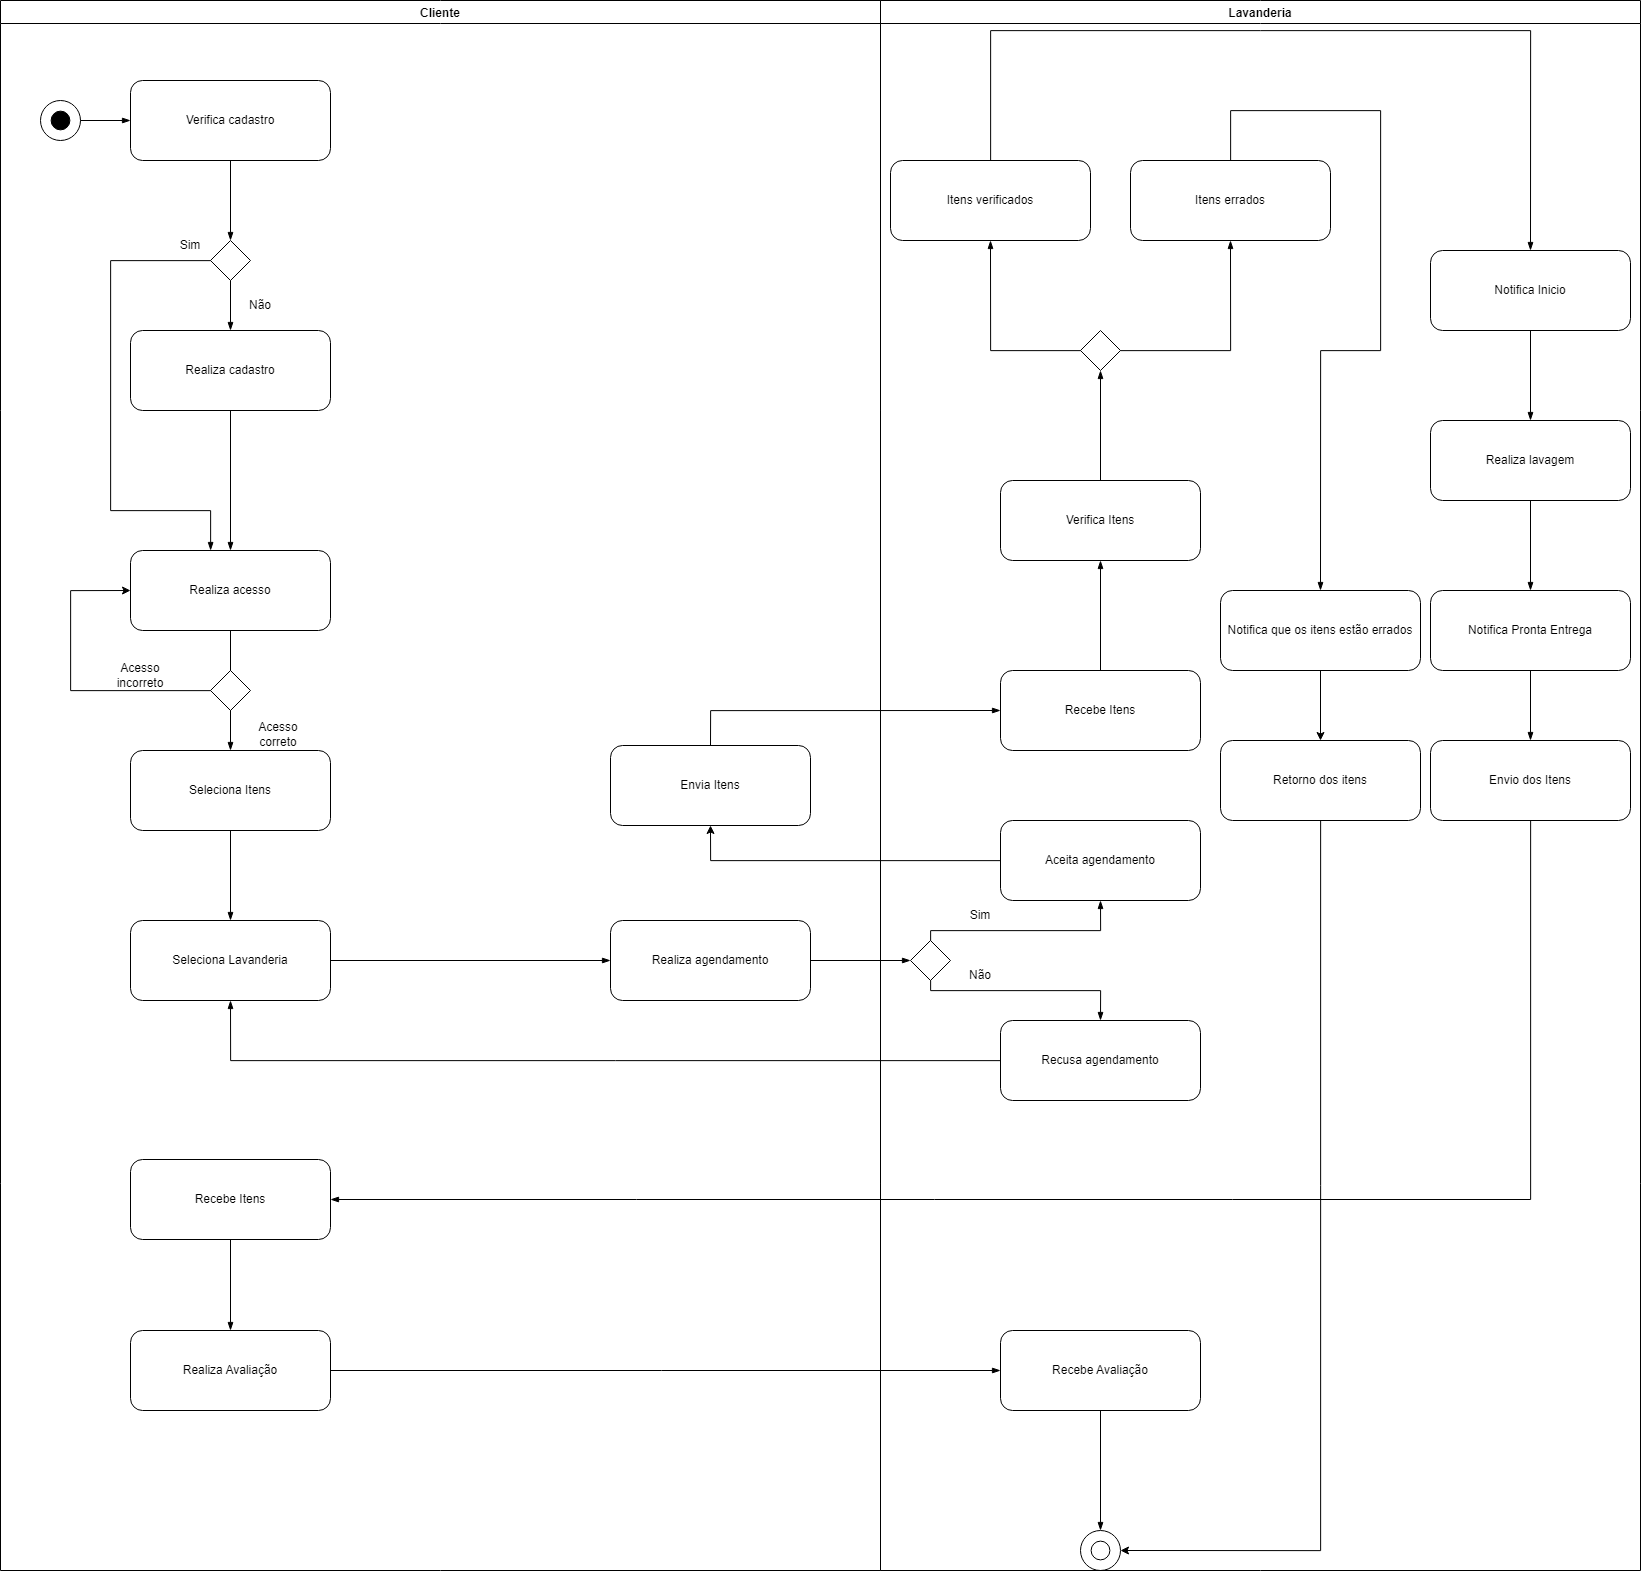 Cliente
Lavanderia
Verifica cadastro
Sim
Não
Realiza cadastro
Realiza acesso
Acesso
incorreto
Acesso
correto
Seleciona Itens
Seleciona Lavanderia
Realiza agendamento
Envia Itens
Recebe Itens
Realiza Avaliação
Itens verificados
Itens errados
Notifica Inicio
Realiza lavagem
Verifica Itens
Notifica que os itens estão errados
Notifica Pronta Entrega
Recebe Itens
Retorno dos itens
Envio dos Itens
Aceita agendamento
Sim
Não
Recusa agendamento
Recebe Avaliação